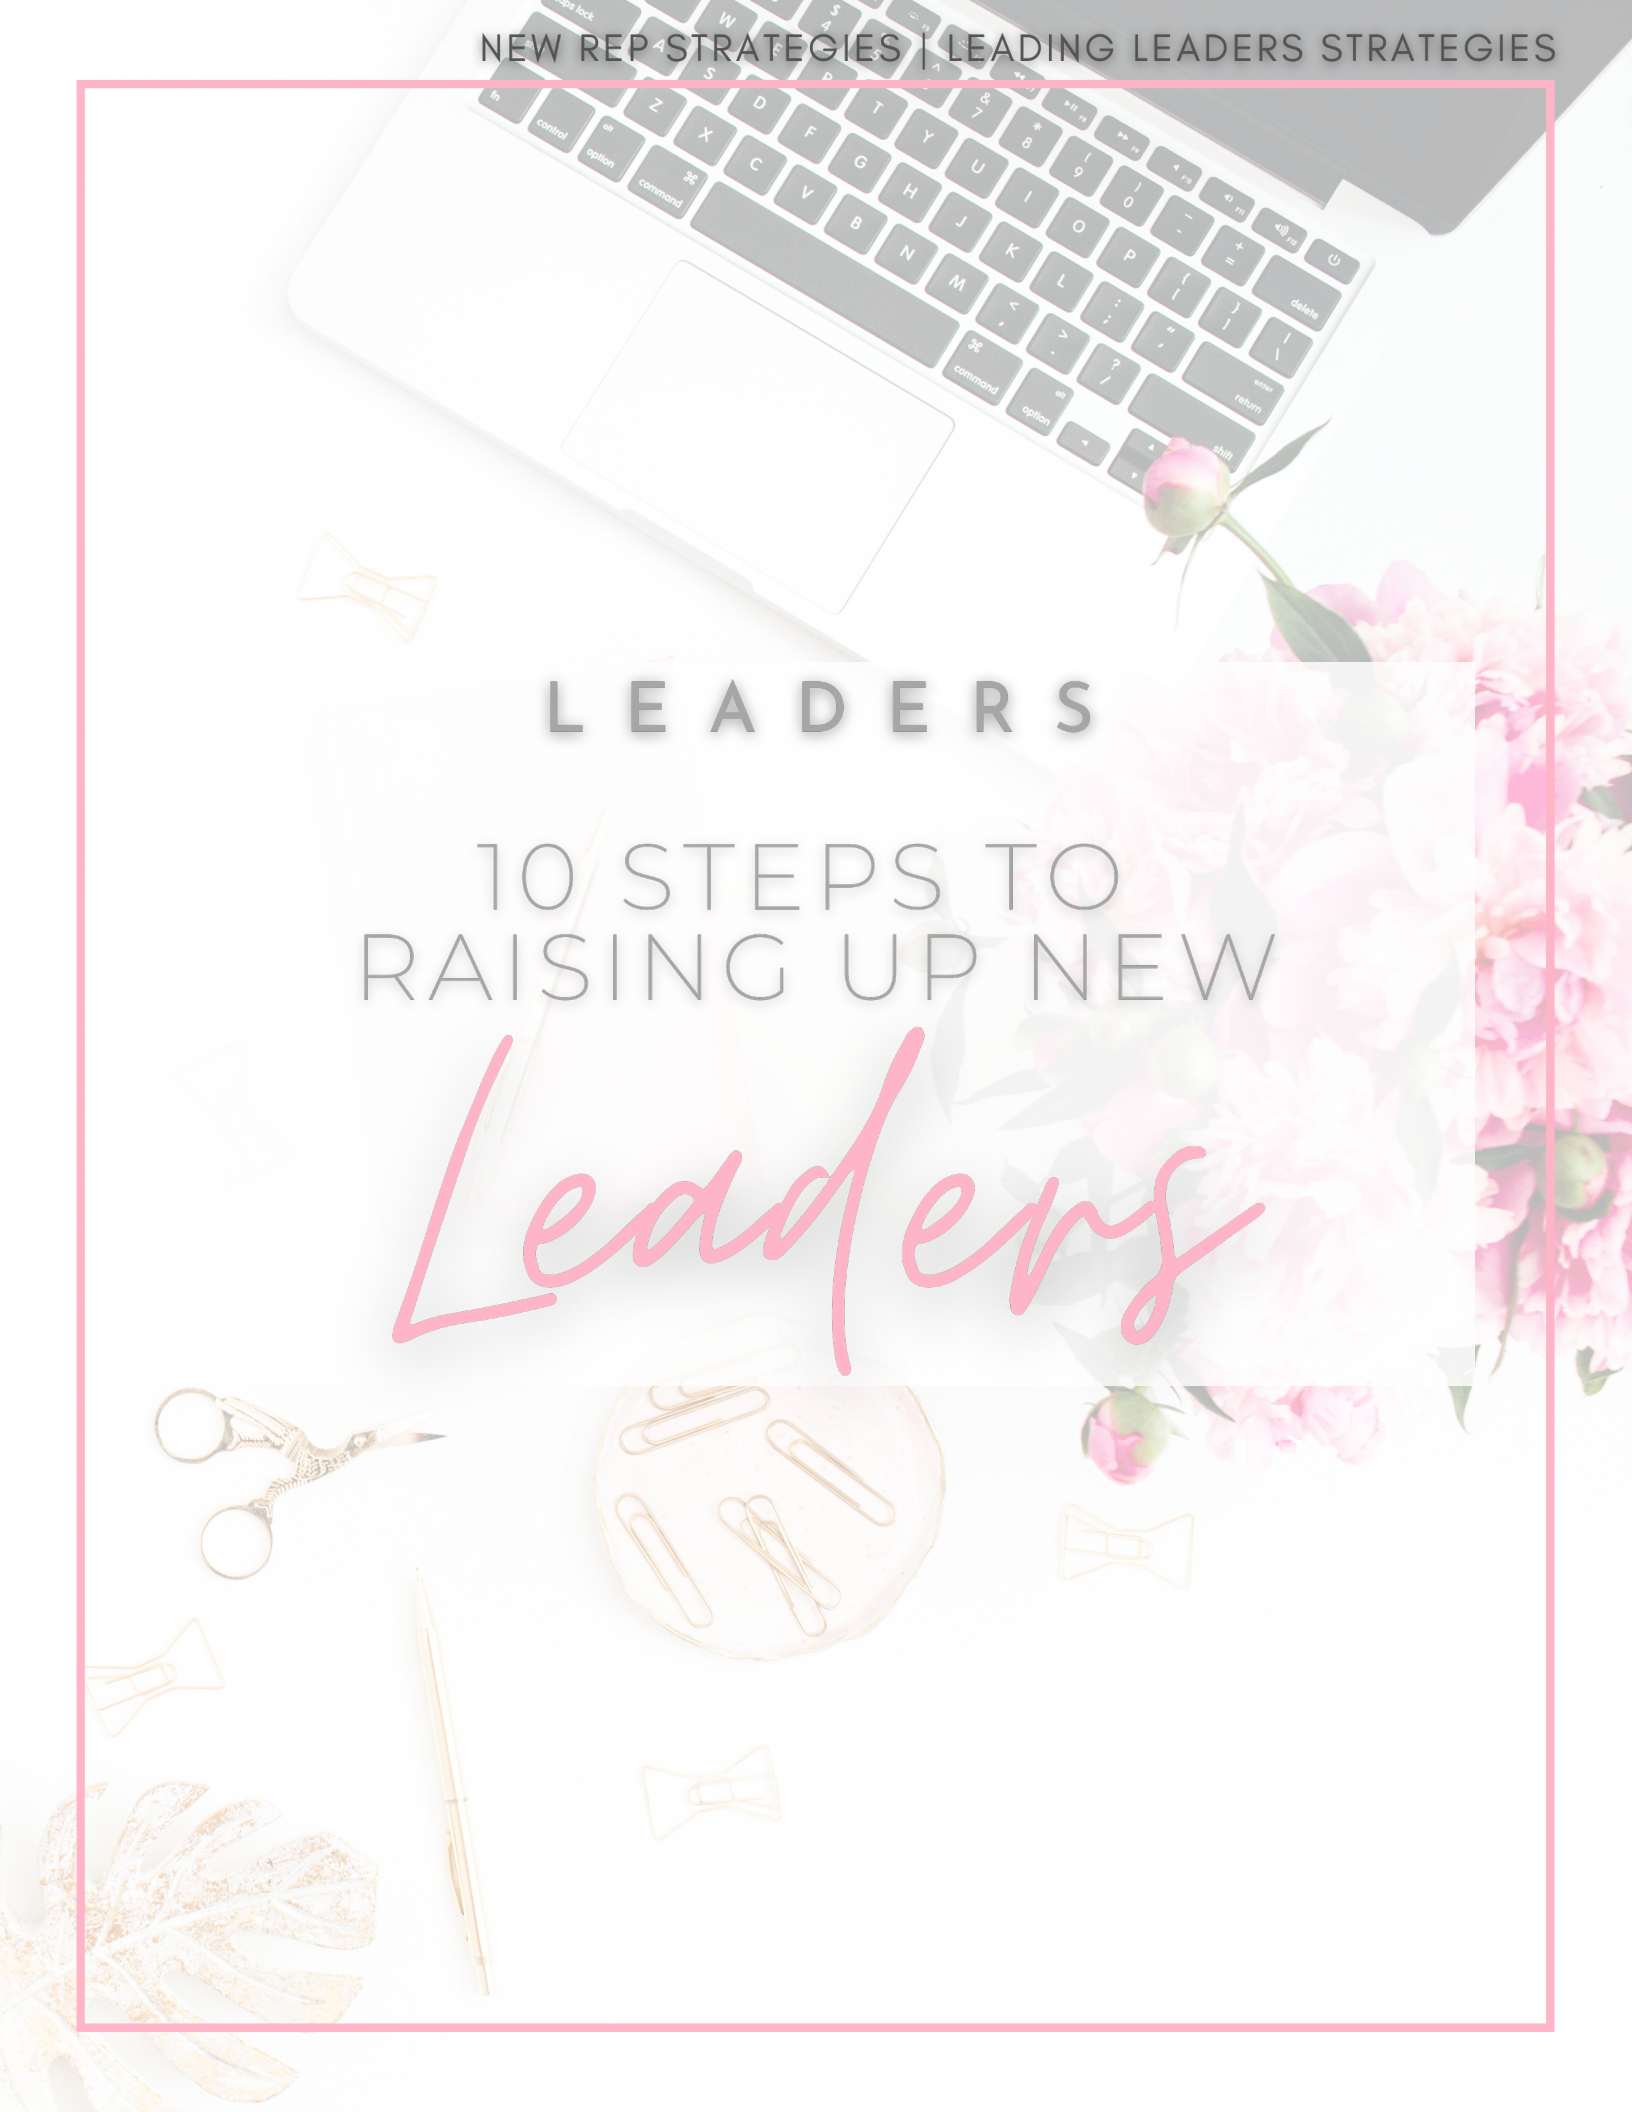 NEW REP STRATEGIES | LEADING LEADERS STRATEGIES
LEADERS
10 STEPS TO
RAISING UP NEW
Leaders